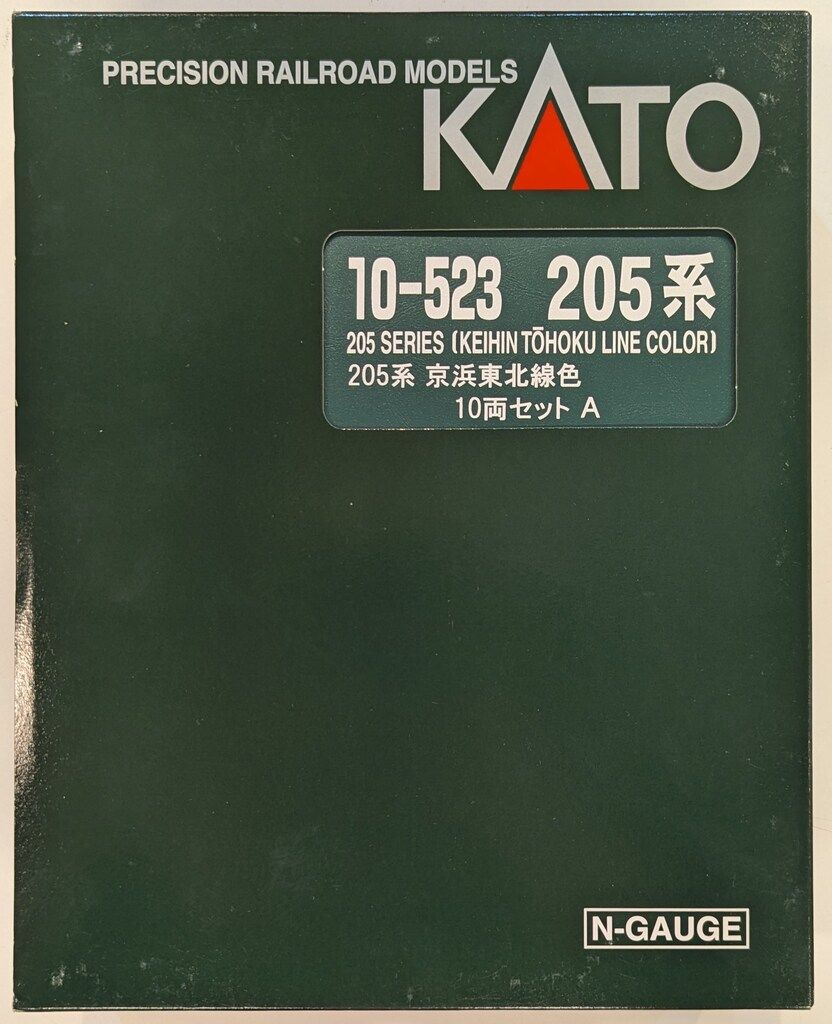 PRECISION RAILROAD MODELS
KATO
10-523 205系
205 SERIES (KEIHIN TŌHOKU LINE COLOR)
205系 京浜東北線色
10両セット A
N-GAUGE